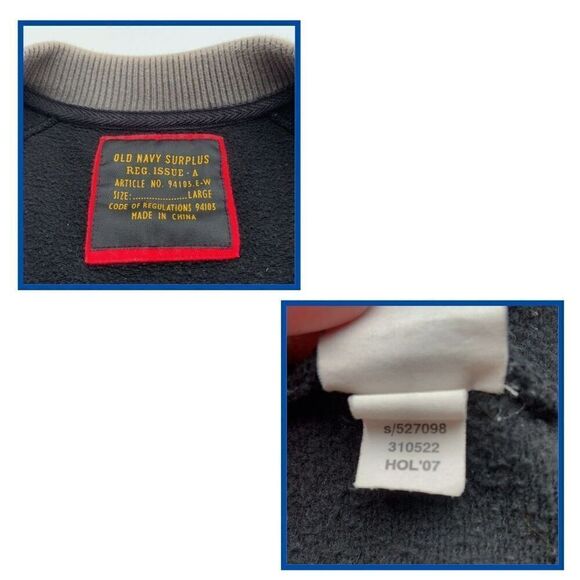 OLD NAVY SURPLUS
REG. ISSUE - A
ARTICLE NO. 94103.E-W
SIZE:.....................LARGE
CODE OF REGULATIONS 94103
MADE IN CHINA
s/527098
310522
HOL'07